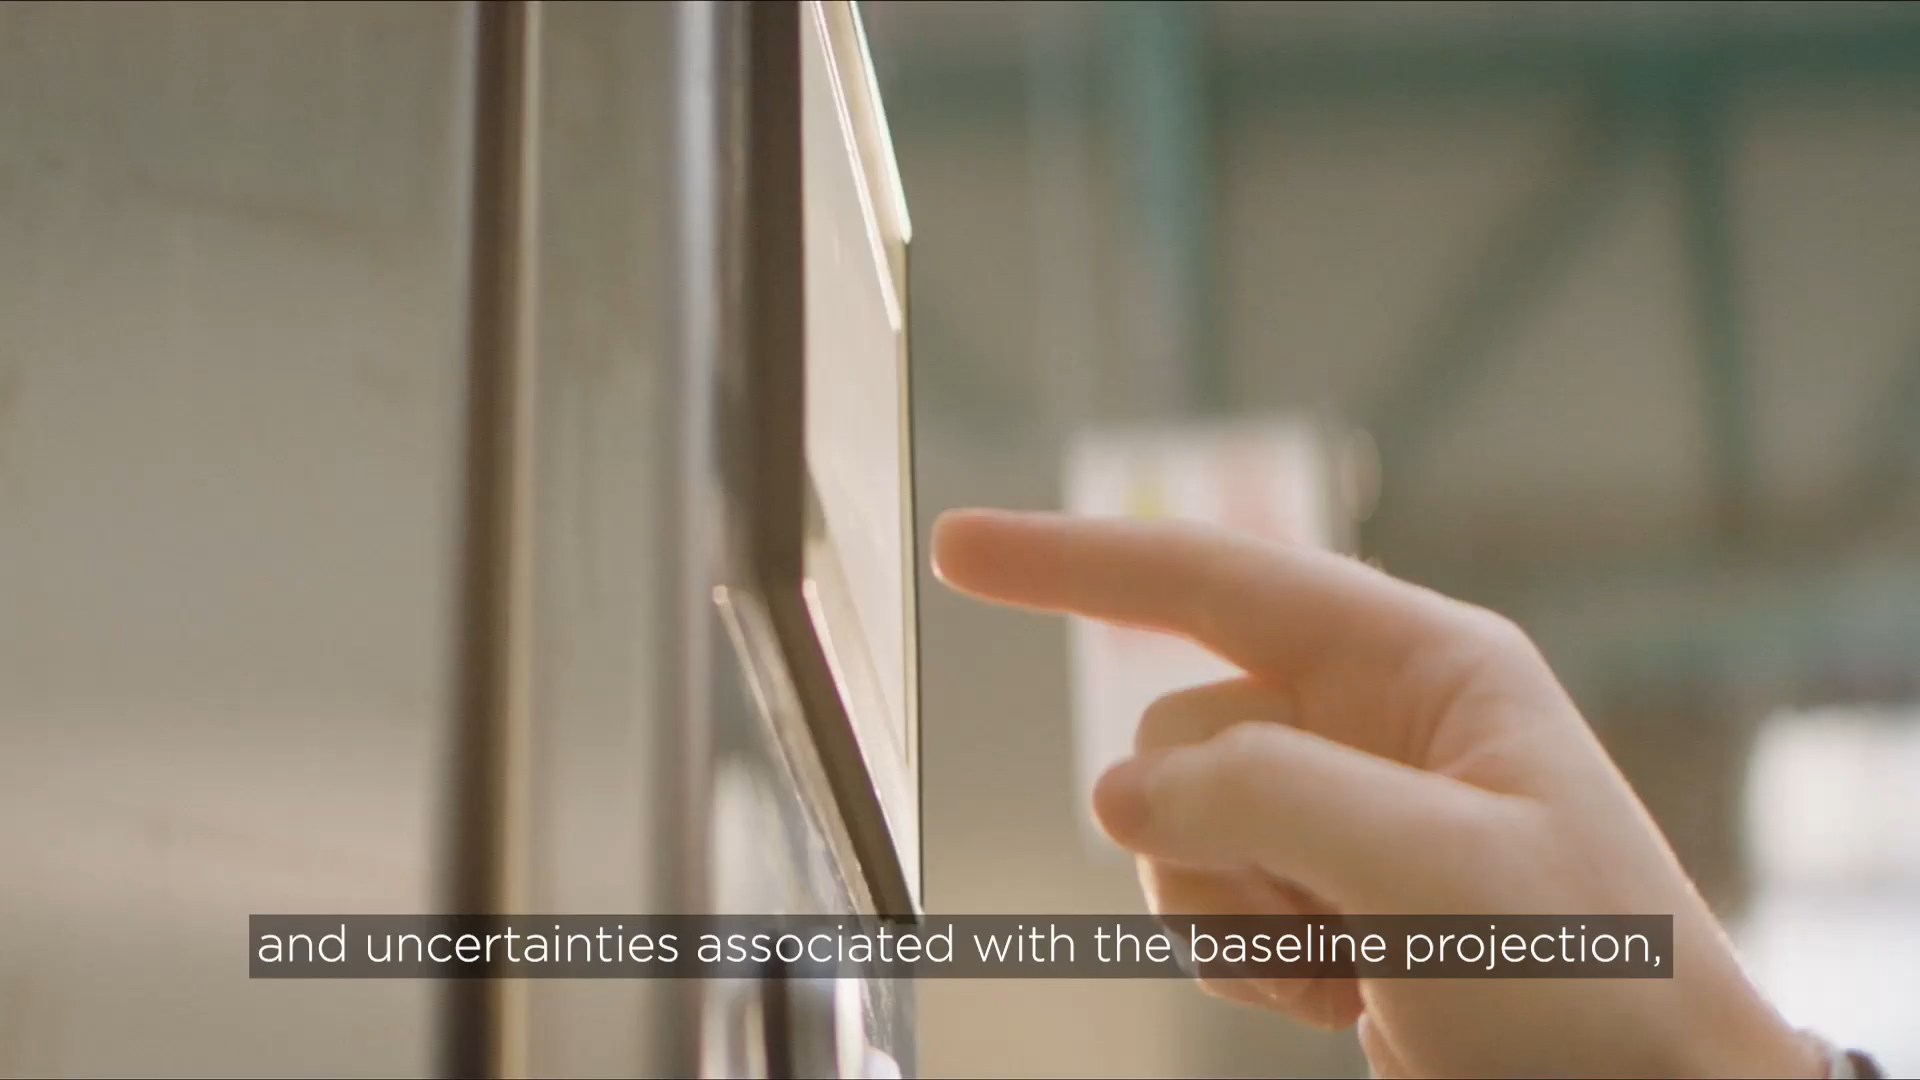 and uncertainties associated with the baseline projection,